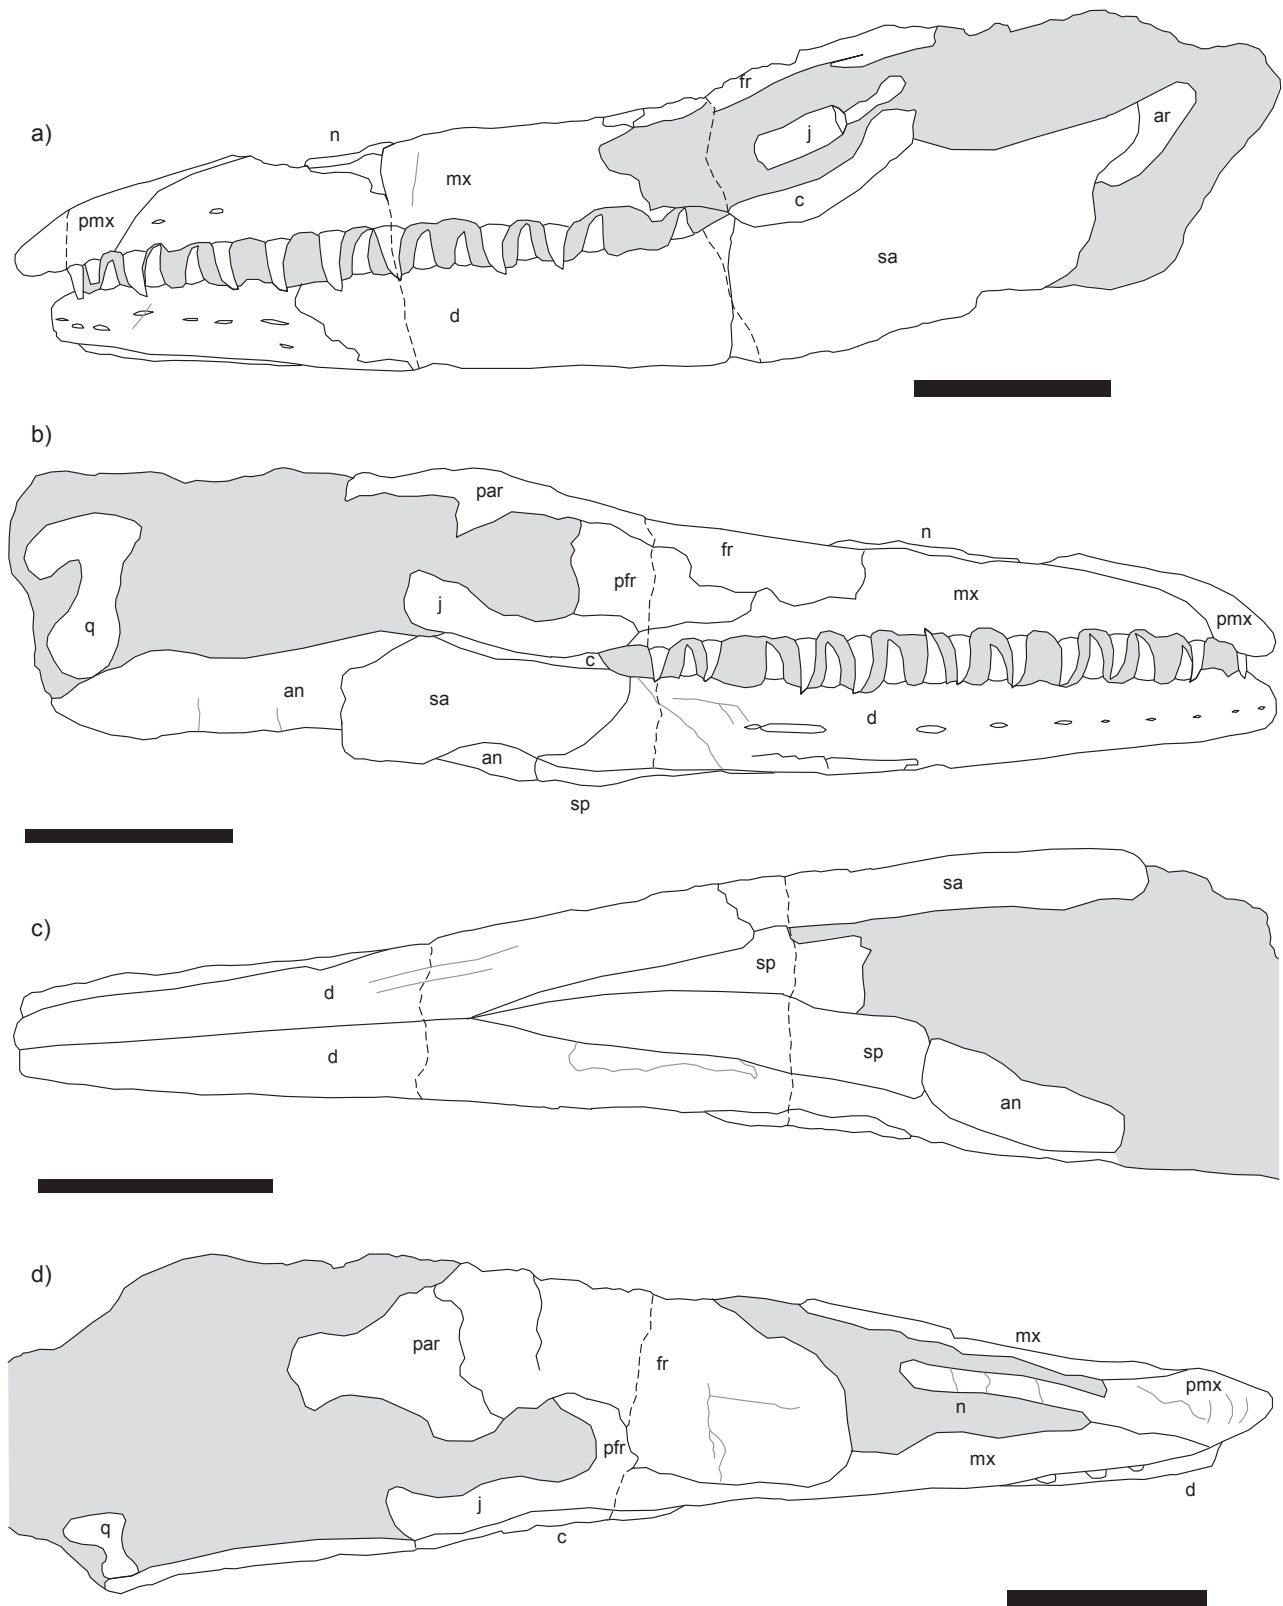 a)
n
pmx
mx
fr
j
c
ar
sa
d
b)
par
n
fr
pfr
mx
pmx
j
q
c
an
sa
d
an
sp
c)
sa
sp
d
d
sp
an
d)
par
fr
mx
pmx
n
pfr
mx
j
q
c
d